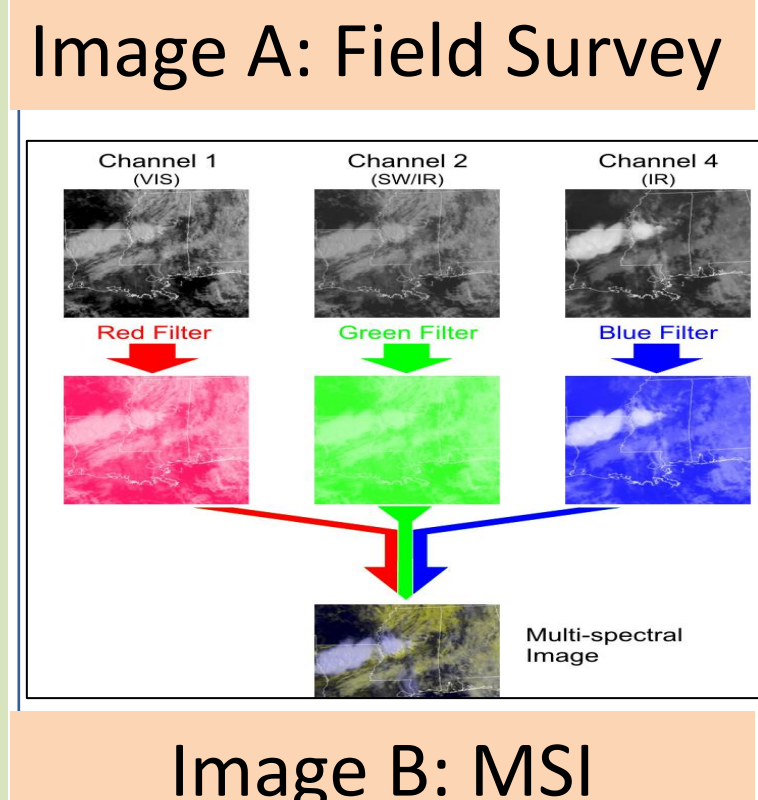 Image A: Field Survey
Channel 1
(VIS)
Channel 2
(SW/IR)
Channel 4
(IR)
Red Filter
Green Filter
Blue Filter
Multi-spectral
Image
Image B: MSI